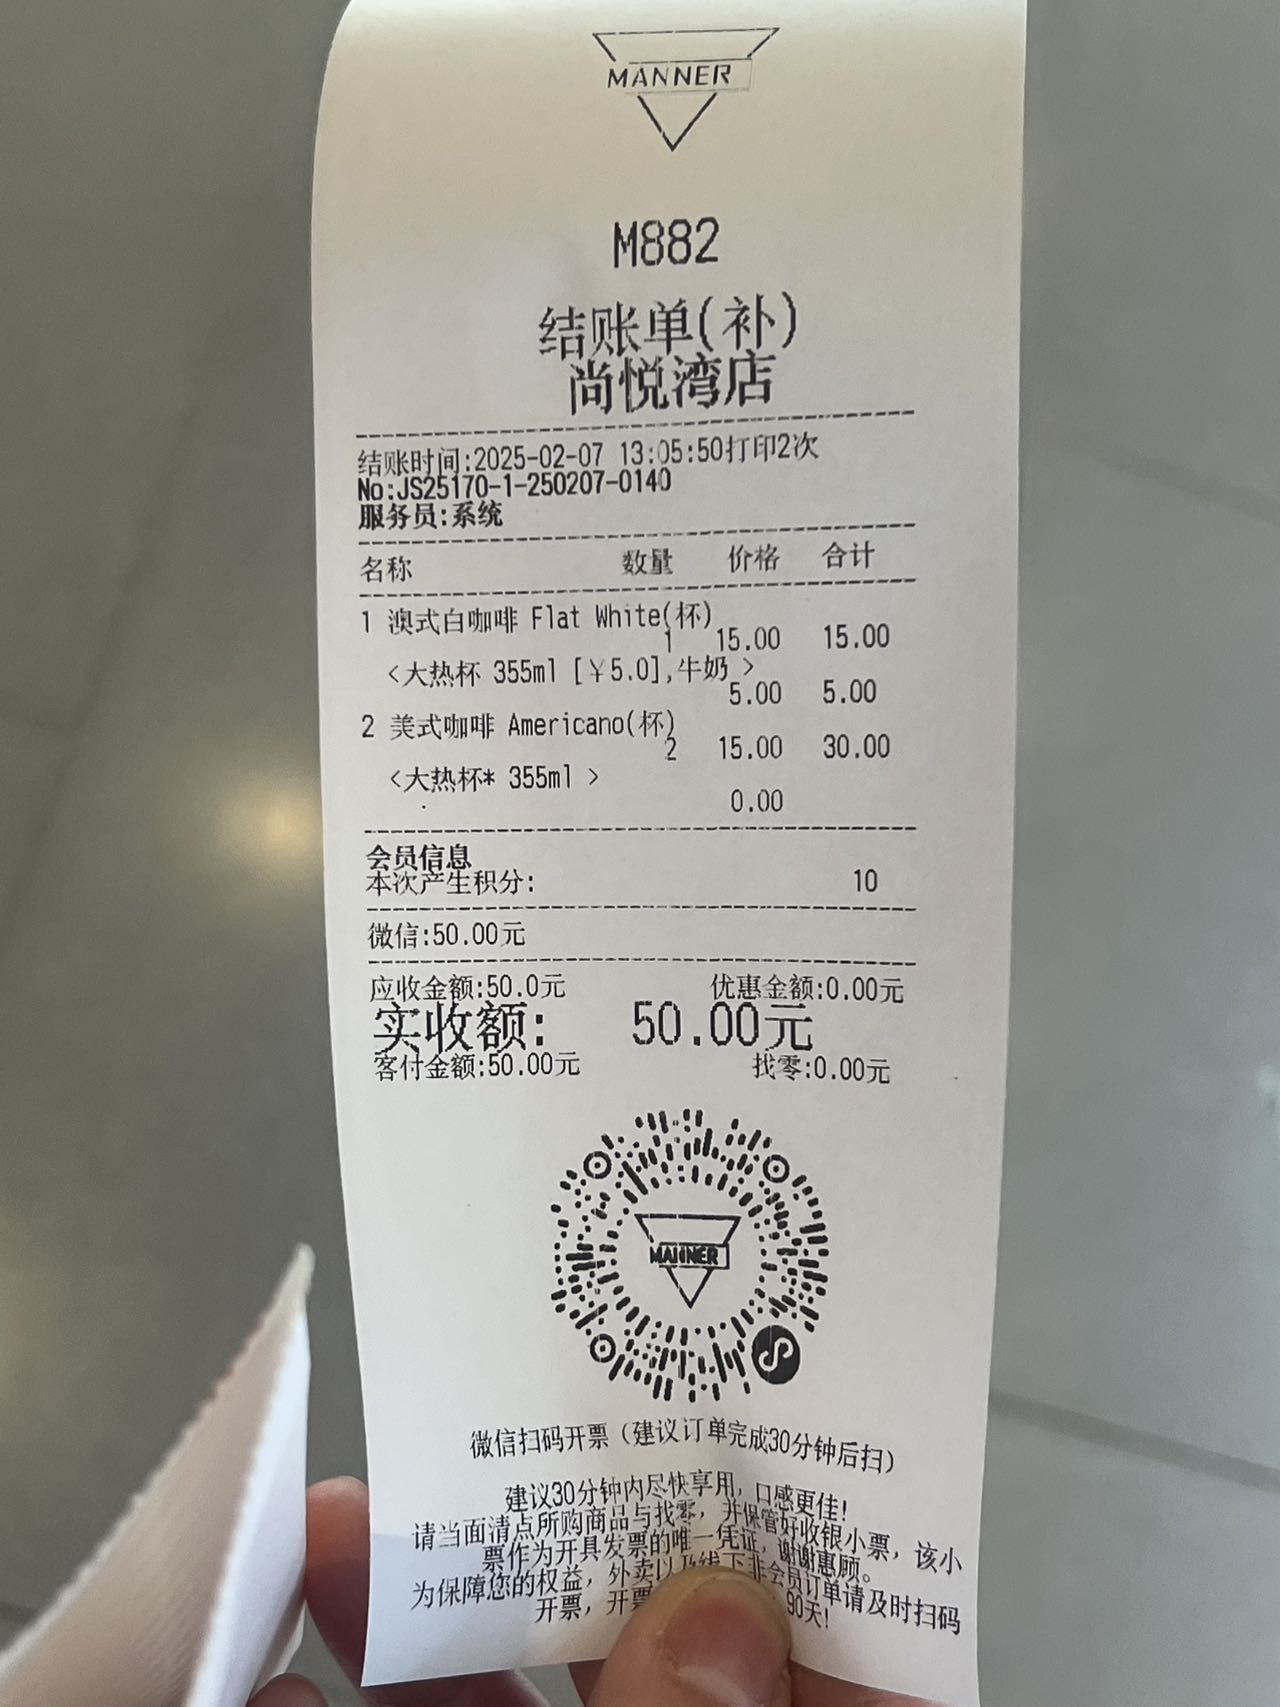 MANNER
M882
结账单(补)
尚悦湾店
结账时间:2025-02-07 13:05:50打印2次
No:JS25170-1-250207-0140
服务员:系统
名称 数量 价格 合计
1 澳式白咖啡 Flat White(杯)
1 15.00 15.00
<大热杯 355ml [￥5.0],牛奶 >
5.00 5.00
2 美式咖啡 Americano(杯)
2 15.00 30.00
<大热杯* 355ml >
0.00
会员信息
本次产生积分: 10
微信:50.00元
应收金额:50.0元 优惠金额:0.00元
实收额: 50.00元
客付金额:50.00元 找零:0.00元
MANNER
微信扫码开票（建议订单完成30分钟后扫）
建议30分钟内尽快享用，口感更佳!
请当面清点所购商品与找零，并保管好收银小票，该小
票作为开具发票的唯一凭证，谢谢惠顾。
为保障您的权益，外卖以及线下非会员订单请及时扫码
开票，开票 90天!